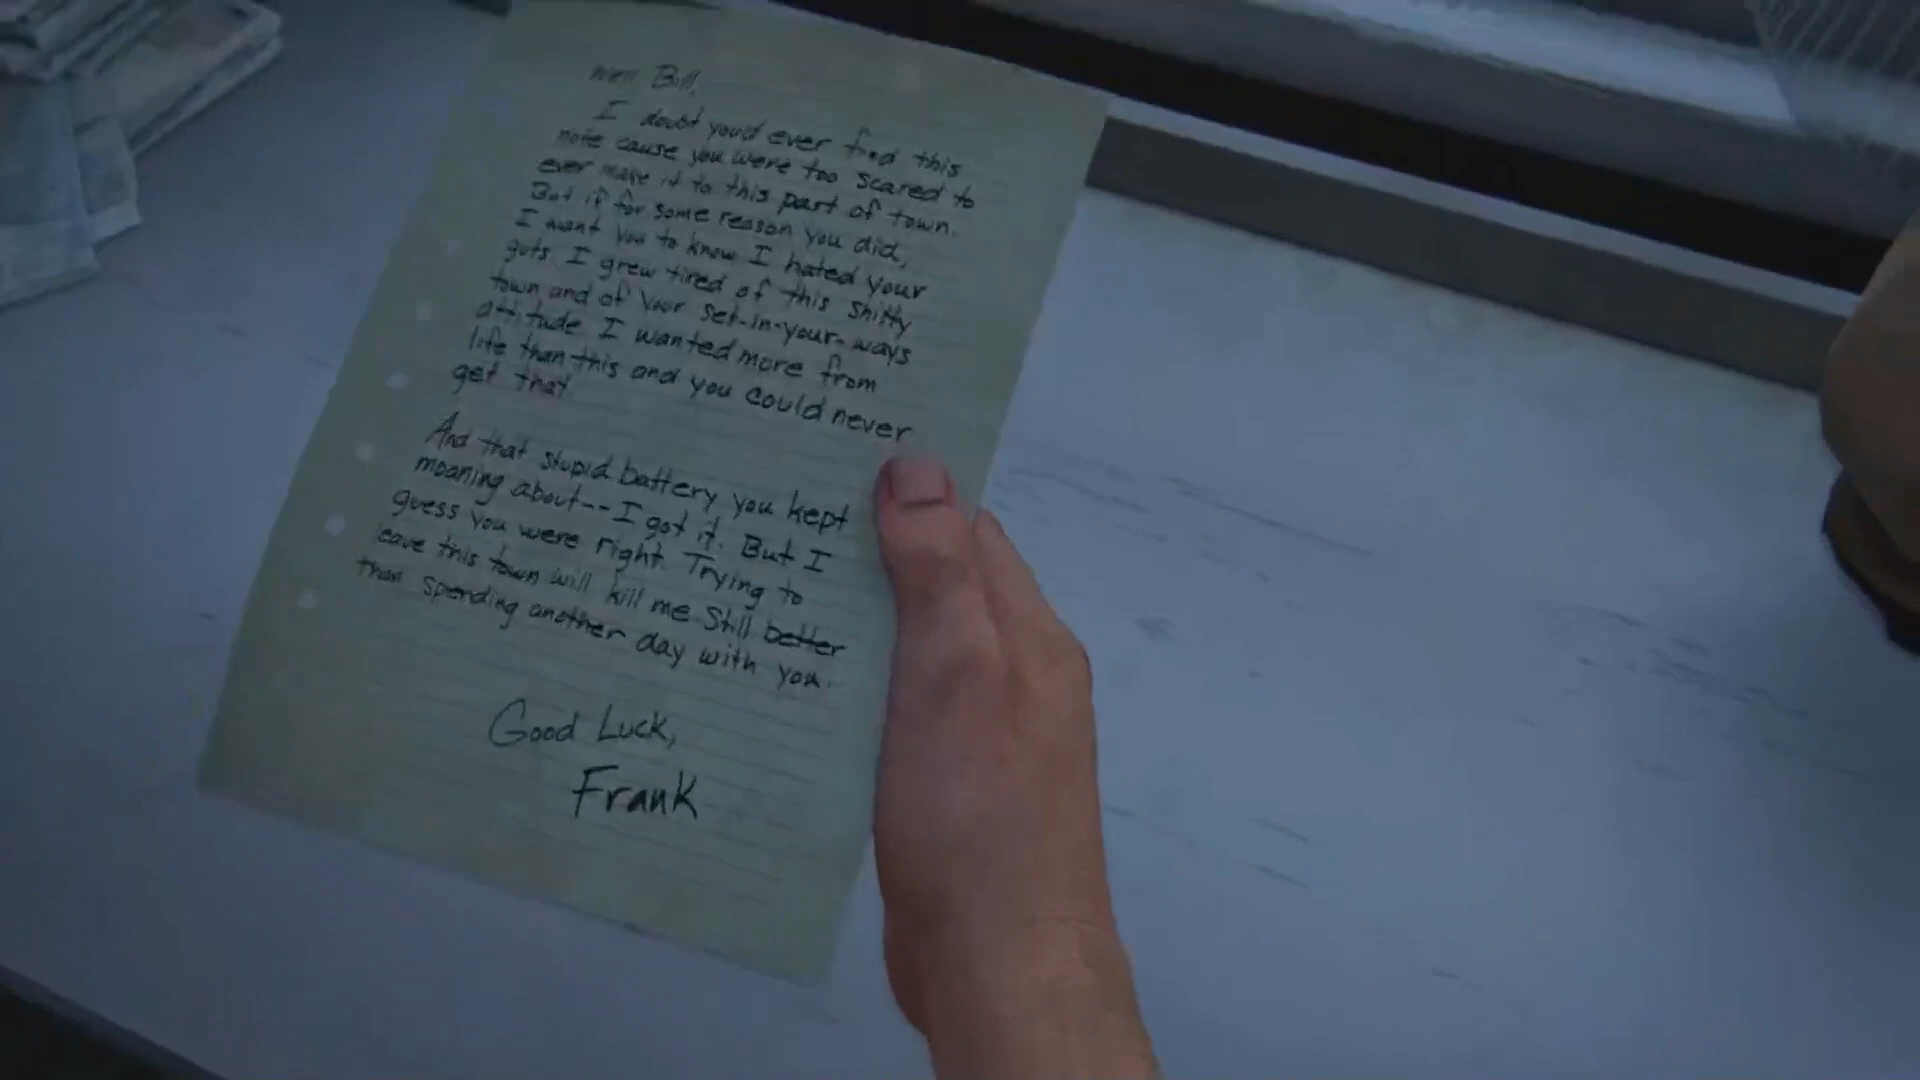 Well Bill,
I doubt you'd ever find this
note cause you were too scared to
ever make it to this part of town.
But if for some reason you did,
I want you to know I hated your
guts. I grew tired of this shitty
town and of your set-in-your-ways
attitude. I wanted more from
life than this and you could never
get that.
And that stupid battery you kept
moaning about--I got it. But I
guess you were right. Trying to
leave this town will kill me. Still better
than spending another day with you.
Good Luck,
Frank